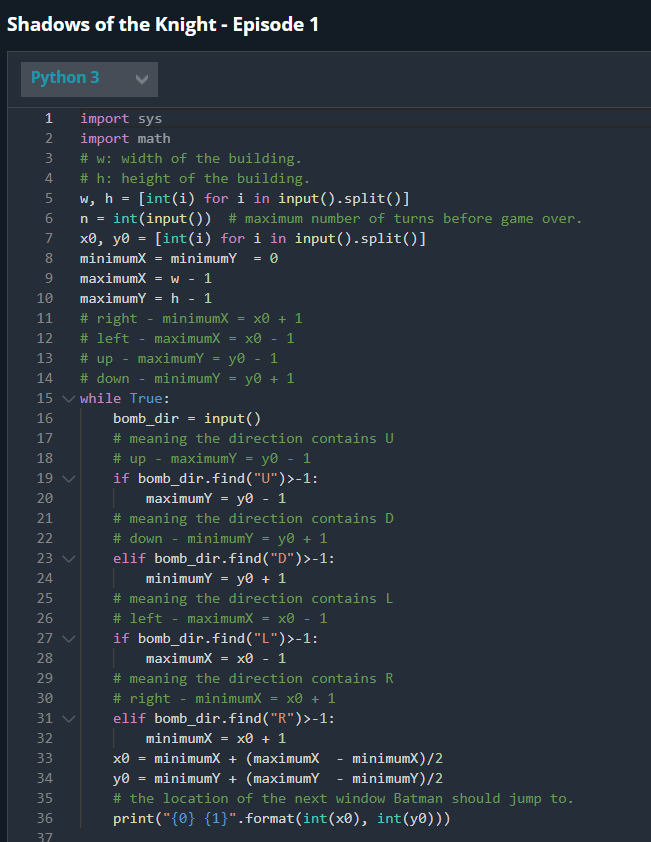 Shadows of the Knight - Episode 1
Python 3
1 import sys
2 import math
3 # w: width of the building.
4 # h: height of the building.
5 w, h = [int(i) for i in input().split()]
6 n = int(input())  # maximum number of turns before game over.
7 x0, y0 = [int(i) for i in input().split()]
8 minimumX = minimumY  = 0
9 maximumX = w - 1
10 maximumY = h - 1
11 # right - minimumX = x0 + 1
12 # left - maximumX = x0 - 1
13 # up - maximumY = y0 - 1
14 # down - minimumY = y0 + 1
15 while True:
16     bomb_dir = input()
17     # meaning the direction contains U
18     # up - maximumY = y0 - 1
19     if bomb_dir.find("U")>-1:
20         maximumY = y0 - 1
21     # meaning the direction contains D
22     # down - minimumY = y0 + 1
23     elif bomb_dir.find("D")>-1:
24         minimumY = y0 + 1
25     # meaning the direction contains L
26     # left - maximumX = x0 - 1
27     if bomb_dir.find("L")>-1:
28         maximumX = x0 - 1
29     # meaning the direction contains R
30     # right - minimumX = x0 + 1
31     elif bomb_dir.find("R")>-1:
32         minimumX = x0 + 1
33     x0 = minimumX + (maximumX  - minimumX)/2
34     y0 = minimumY + (maximumY  - minimumY)/2
35     # the location of the next window Batman should jump to.
36     print("{0} {1}".format(int(x0), int(y0)))
37